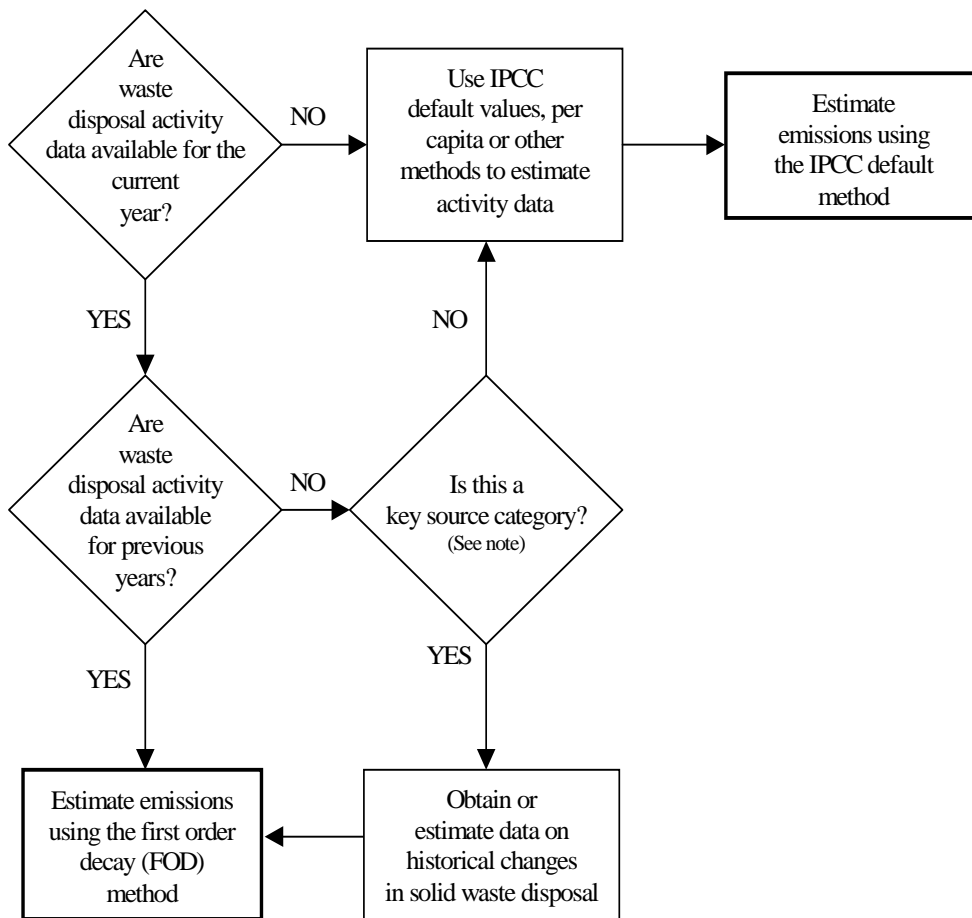 Are
waste
disposal activity
data available for the
current
year?
NO
Use IPCC
default values, per
capita or other
methods to estimate
activity data
Estimate
emissions using
the IPCC default
method
YES
NO
Are
waste
disposal activity
data available
for previous
years?
NO
Is this a
key source category?
(See note)
YES
YES
Estimate emissions
using the first order
decay (FOD)
method
Obtain or
estimate data on
historical changes
in solid waste disposal